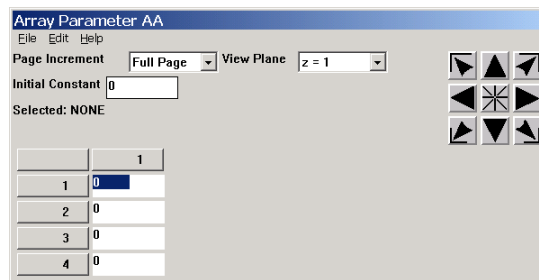 Array Parameter AA
File Edit Help
Page Increment Full Page View Plane z = 1
Initial Constant 0
Selected: NONE
1
1 0
2 0
3 0
4 0